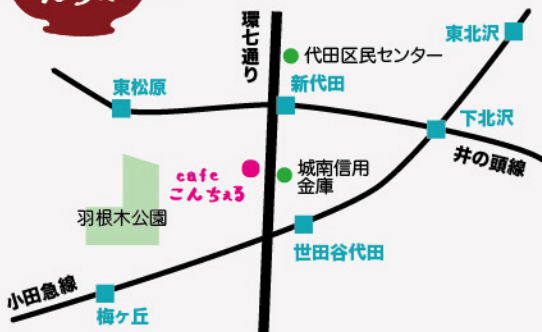 環七通り
東北沢
代田区民センター
東松原
新代田
下北沢
井の頭線
cafe
こんちぇる
城南信用
金庫
羽根木公園
世田谷代田
小田急線
梅ヶ丘